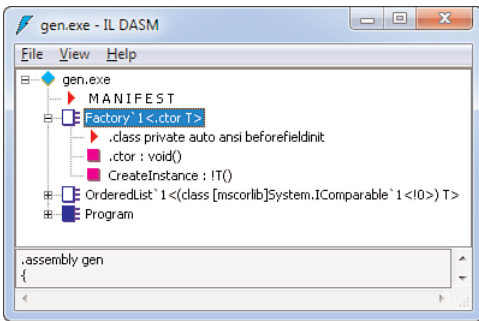 gen.exe - IL DASM
File View Help
gen.exe
MANIFEST
Factory`1<.ctor T>
.class private auto ansi beforefieldinit
.ctor : void()
CreateInstance : !T()
OrderedList`1<(class [mscorlib]System.IComparable`1<!0>) T>
Program
.assembly gen
{